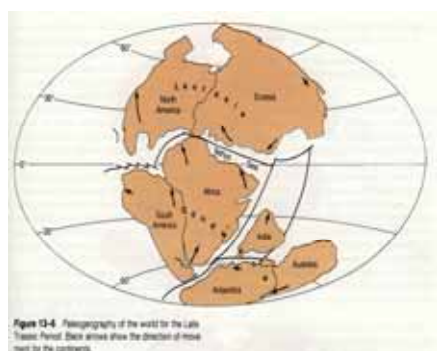 60°
Laurasia
North
America
Eurasia
30°
Tethys Sea
0°
Africa
South
America
Gondwana
India
30°
Australia
Antarctica
60°
Figure 13-6 Paleogeography of the world for the Late
Triassic Period. Black arrows show the direction of move
ment for the continents.